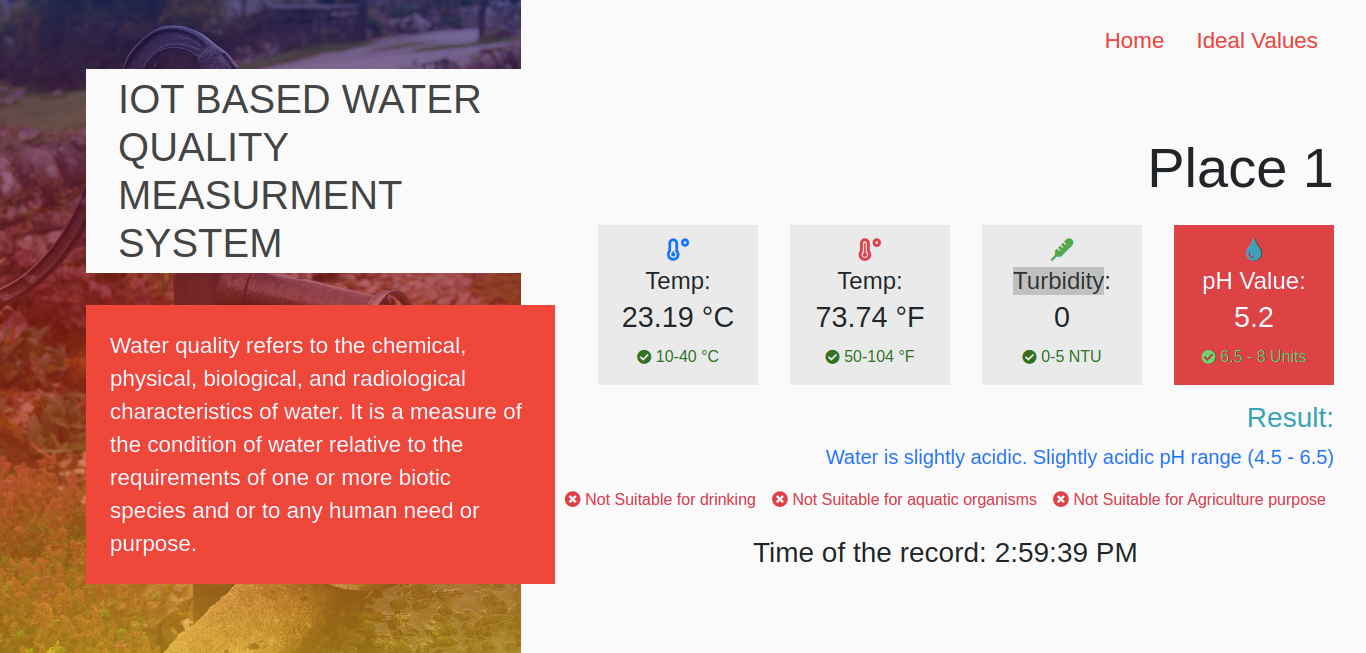 Home Ideal Values
IOT BASED WATER
QUALITY
MEASURMENT
SYSTEM
Water quality refers to the chemical,
physical, biological, and radiological
characteristics of water. It is a measure of
the condition of water relative to the
requirements of one or more biotic
species and or to any human need or
purpose.
Place 1
Temp:
23.19 °C
10-40 °C
Temp:
73.74 °F
50-104 °F
Turbidity:
0
0-5 NTU
pH Value:
5.2
6.5 - 8 Units
Result:
Water is slightly acidic. Slightly acidic pH range (4.5 - 6.5)
Not Suitable for drinking Not Suitable for aquatic organisms Not Suitable for Agriculture purpose
Time of the record: 2:59:39 PM